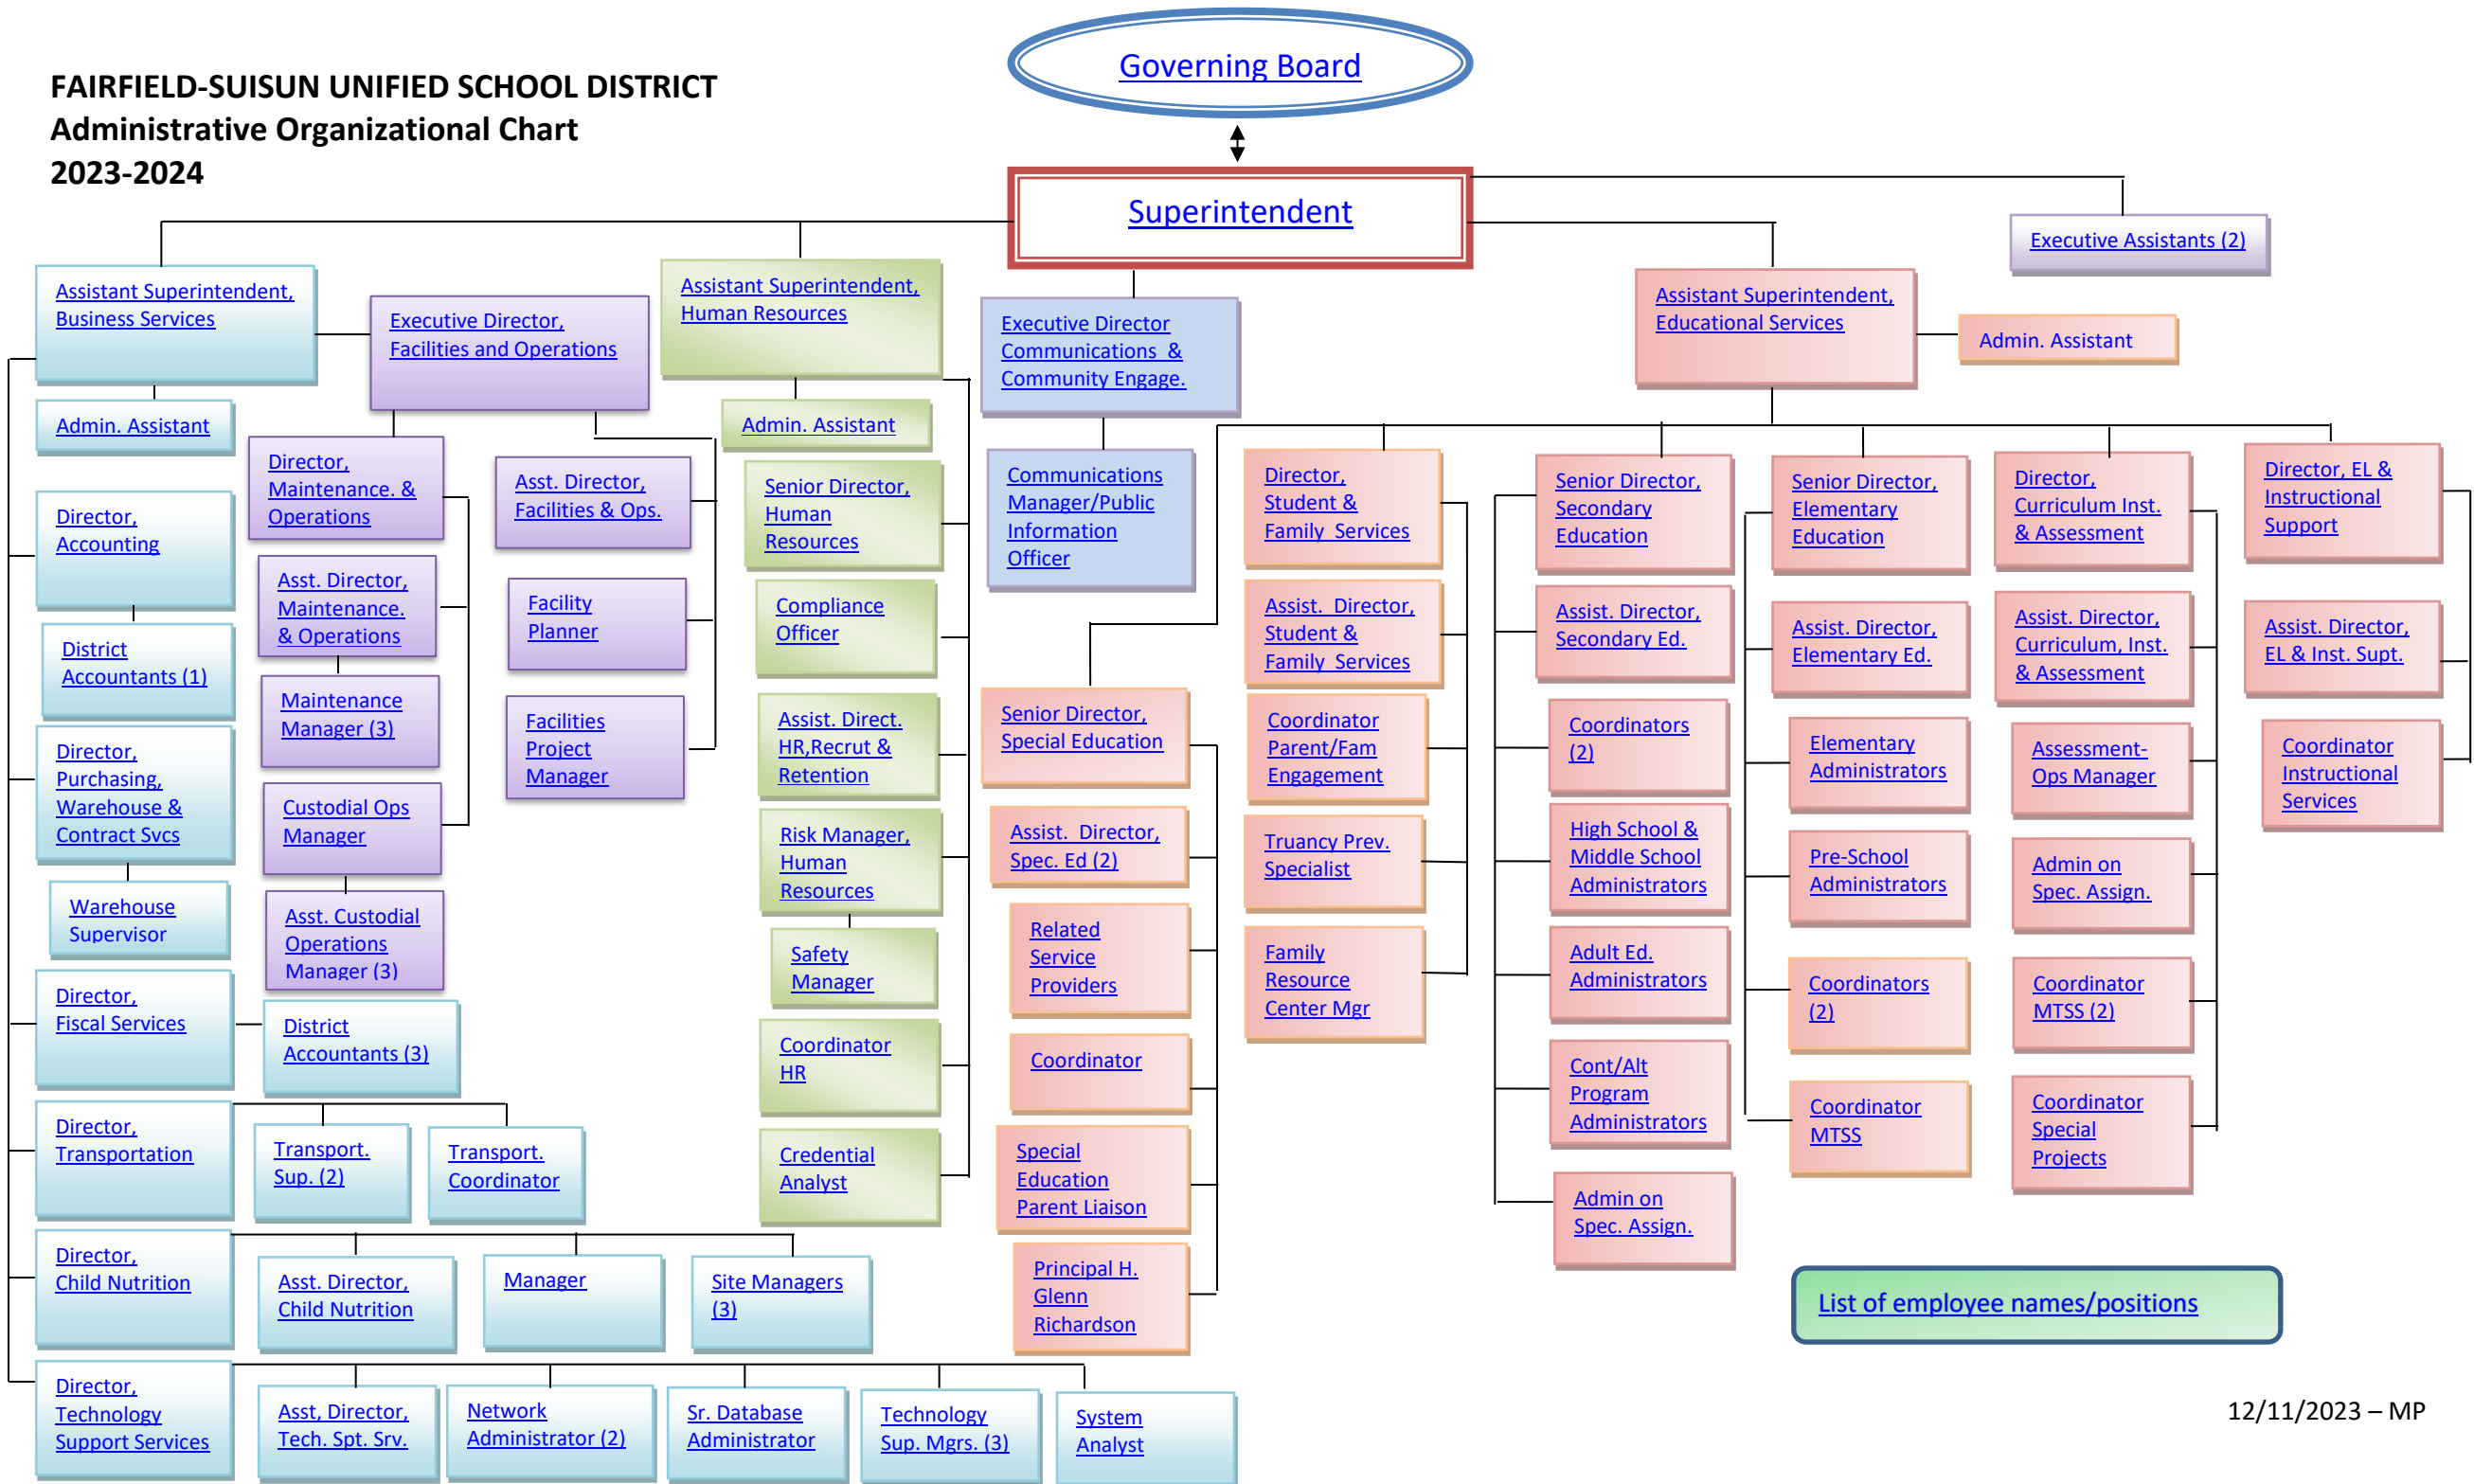 Governing Board
FAIRFIELD-SUISUN UNIFIED SCHOOL DISTRICT
Administrative Organizational Chart
2023-2024
Superintendent
Executive Assistants (2)
Assistant Superintendent,
Business Services
Admin. Assistant
Executive Director,
Facilities and Operations
Assistant Superintendent,
Human Resources
Admin. Assistant
Executive Director
Communications &
Community Engage.
Communications
Manager/Public
Information
Officer
Assistant Superintendent,
Educational Services
Admin. Assistant
Director,
Accounting
District
Accountants (1)
Director,
Purchasing,
Warehouse &
Contract Svcs
Warehouse
Supervisor
Director,
Fiscal Services
District
Accountants (3)
Director,
Transportation
Transport.
Sup. (2)
Transport.
Coordinator
Director,
Child Nutrition
Asst. Director,
Child Nutrition
Manager
Site Managers
(3)
Director,
Technology
Support Services
Asst, Director,
Tech. Spt. Srv.
Network
Administrator (2)
Sr. Database
Administrator
Technology
Sup. Mgrs. (3)
System
Analyst
Director,
Maintenance. &
Operations
Asst. Director,
Maintenance.
& Operations
Maintenance
Manager (3)
Custodial Ops
Manager
Asst. Custodial
Operations
Manager (3)
Asst. Director,
Facilities & Ops.
Facility
Planner
Facilities
Project
Manager
Senior Director,
Human
Resources
Compliance
Officer
Assist. Direct.
HR,Recrut &
Retention
Risk Manager,
Human
Resources
Safety
Manager
Coordinator
HR
Credential
Analyst
Senior Director,
Special Education
Assist. Director,
Spec. Ed (2)
Related
Service
Providers
Coordinator
Special
Education
Parent Liaison
Principal H.
Glenn
Richardson
Director,
Student &
Family Services
Assist. Director,
Student &
Family Services
Coordinator
Parent/Fam
Engagement
Truancy Prev.
Specialist
Family
Resource
Center Mgr
Senior Director,
Secondary
Education
Assist. Director,
Secondary Ed.
Coordinators
(2)
High School &
Middle School
Administrators
Adult Ed.
Administrators
Cont/Alt
Program
Administrators
Admin on
Spec. Assign.
Senior Director,
Elementary
Education
Assist. Director,
Elementary Ed.
Elementary
Administrators
Pre-School
Administrators
Coordinators
(2)
Coordinator
MTSS
Director,
Curriculum Inst.
& Assessment
Assist. Director,
Curriculum, Inst.
& Assessment
Assessment-
Ops Manager
Admin on
Spec. Assign.
Coordinator
MTSS (2)
Coordinator
Special
Projects
Director, EL &
Instructional
Support
Assist. Director,
EL & Inst. Supt.
Coordinator
Instructional
Services
List of employee names/positions
12/11/2023 – MP